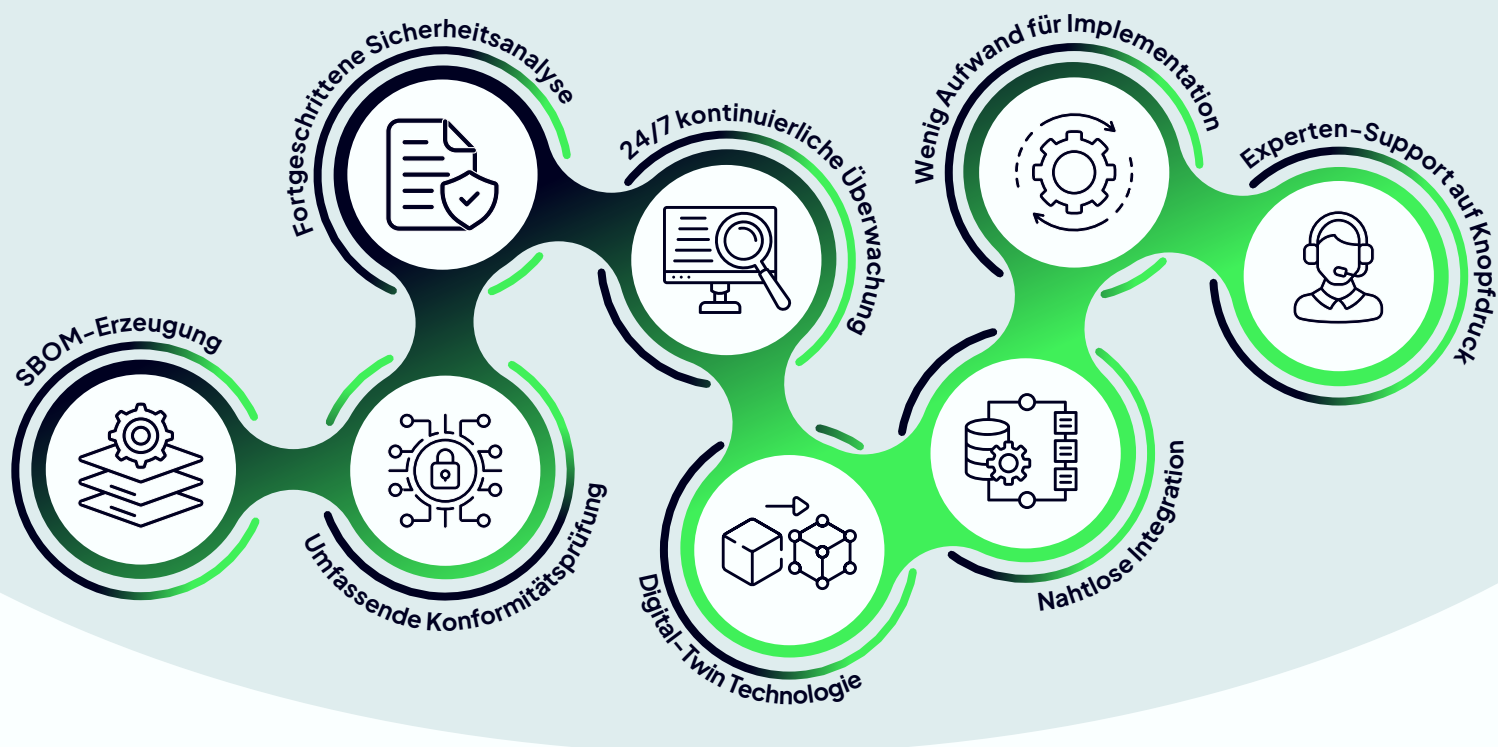 SBOM-Erzeugung
Umfassende Konformitätsprüfung
Fortgeschrittene Sicherheitsanalyse
24/7 kontinuierliche Überwachung
Digital-Twin Technologie
Nahtlose Integration
Wenig Aufwand für Implementation
Experten-Support auf Knopfdruck